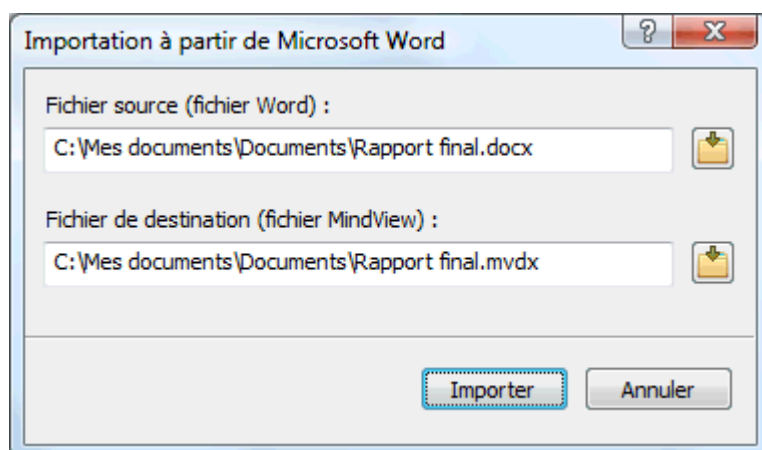 Importation à partir de Microsoft Word
Fichier source (fichier Word) :
C:\Mes documents\Documents\Rapport final.docx
Fichier de destination (fichier MindView) :
C:\Mes documents\Documents\Rapport final.mvdx
Importer Annuler